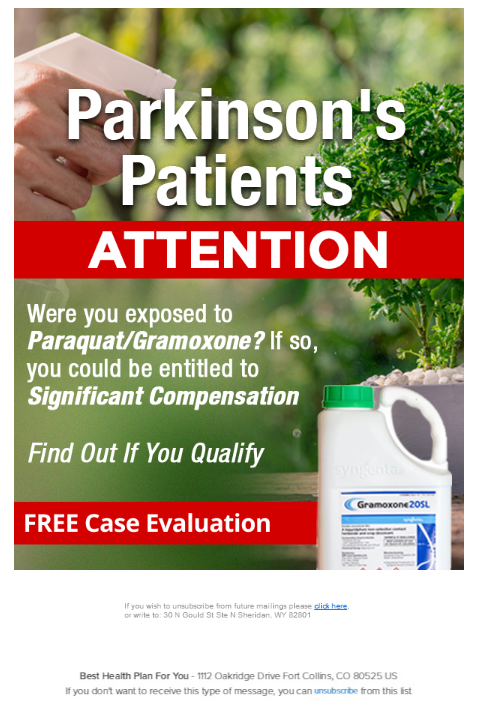 Parkinson's
Patients
ATTENTION
Were you exposed to
Paraquat/Gramoxone? If so,
you could be entitled to
Significant Compensation
Find Out If You Qualify
syngenta
Gramoxone20SL
FREE Case Evaluation
If you wish to unsubscribe from future mailings please click here,
or write to: 30 N Gould St Ste N Sheridan, WY 82801
Best Health Plan For You - 1112 Oakridge Drive Fort Collins, CO 80525 US
If you don't want to receive this type of message, you can unsubscribe from this list